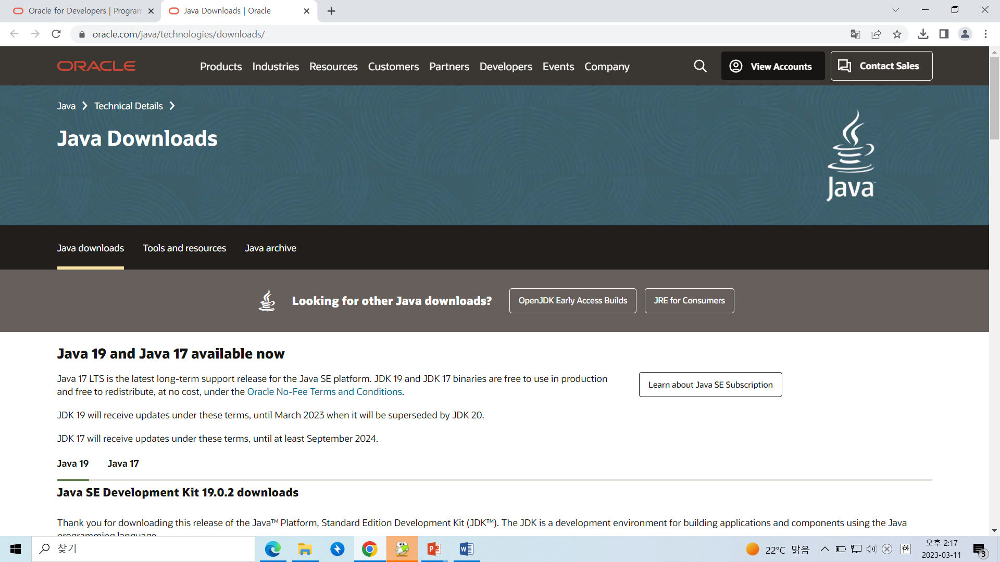 Oracle for Developers | Program
Java Downloads | Oracle
oracle.com/java/technologies/downloads/
ORACLE
Products Industries Resources Customers Partners Developers Events Company
View Accounts
Contact Sales
Java Technical Details
Java Downloads
Java
Java downloads Tools and resources Java archive
Looking for other Java downloads? OpenJDK Early Access Builds JRE for Consumers
Java 19 and Java 17 available now
Java 17 LTS is the latest long-term support release for the Java SE platform. JDK 19 and JDK 17 binaries are free to use in production
and free to redistribute, at no cost, under the Oracle No-Fee Terms and Conditions.
Learn about Java SE Subscription
JDK 19 will receive updates under these terms, until March 2023 when it will be superseded by JDK 20.
JDK 17 will receive updates under these terms, until at least September 2024.
Java 19 Java 17
Java SE Development Kit 19.0.2 downloads
Thank you for downloading this release of the Java™ Platform, Standard Edition Development Kit (JDK™). The JDK is a development environment for building applications and components using the Java
programming language.
찾기
22°C 맑음
한
오후 2:17
2023-03-11
3